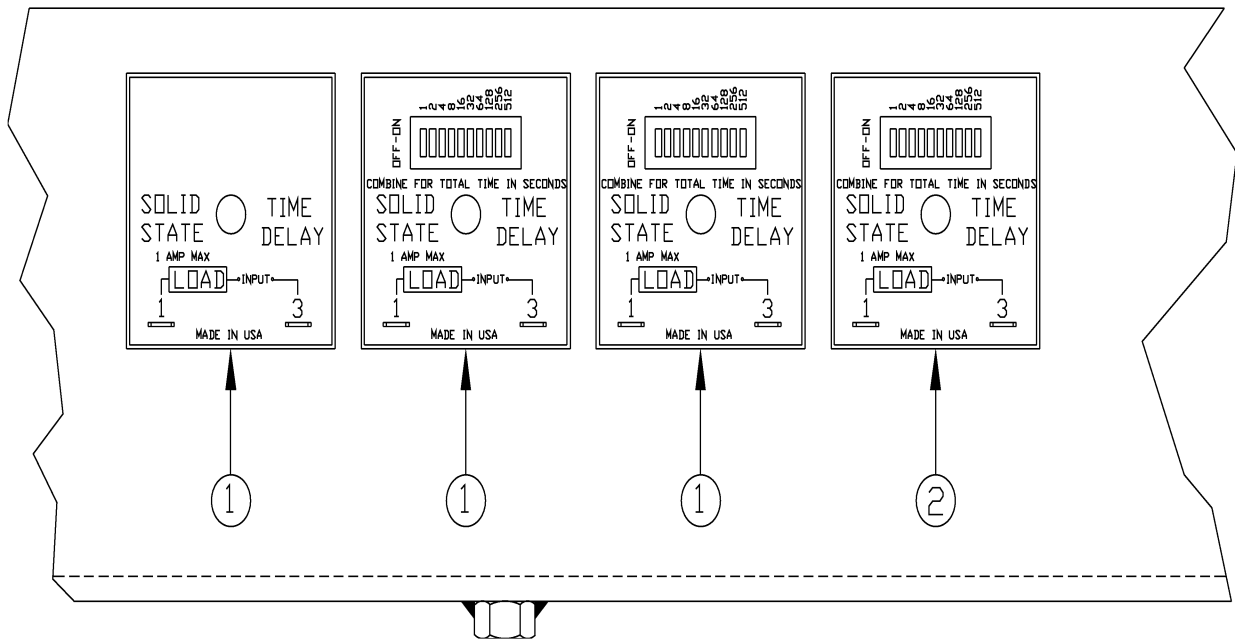 SOLID STATE
TIME DELAY
1 AMP MAX
LOAD
INPUT
1
3
MADE IN USA
1
1 2 4 8 16 32 64 128 256 512
OFF-ON
COMBINE FOR TOTAL TIME IN SECONDS
SOLID STATE
TIME DELAY
1 AMP MAX
LOAD
INPUT
1
3
MADE IN USA
1
1 2 4 8 16 32 64 128 256 512
OFF-ON
COMBINE FOR TOTAL TIME IN SECONDS
SOLID STATE
TIME DELAY
1 AMP MAX
LOAD
INPUT
1
3
MADE IN USA
1
1 2 4 8 16 32 64 128 256 512
OFF-ON
COMBINE FOR TOTAL TIME IN SECONDS
SOLID STATE
TIME DELAY
1 AMP MAX
LOAD
INPUT
1
3
MADE IN USA
2